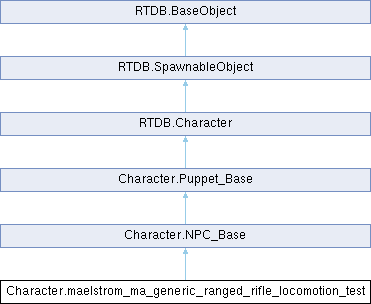 RTDB.BaseObject
RTDB.SpawnableObject
RTDB.Character
Character.Puppet_Base
Character.NPC_Base
Character.maelstrom_ma_generic_ranged_rifle_locomotion_test